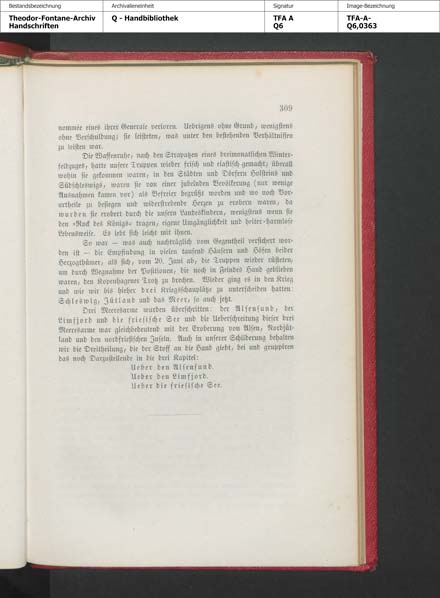 Bestandsbezeichnung
Archivalieneinheit
Signatur
Image-Bezeichnung
Theodor-Fontane-Archiv
Handschriften
Q - Handbibliothek
TFA A
Q6
TFA-A-
Q6,0363
309
nommée eines ihrer Generale verloren. Uebrigens ohne Grund, wenigstens
ohne Verschuldung; sie leisteten, was unter den bestehenden Verhältnissen
zu leisten war.
Die Waffenruhe, nach den Strapatzen eines dreimonatlichen Winter-
feldzuges, hatte unsere Truppen wieder frisch und elastisch gemacht; überall
wohin sie gekommen waren, in den Städten und Dörfern Holsteins und
Südschleswigs, waren sie von einer jubelnden Bevölkerung (nur wenige
Ausnahmen kamen vor) als Befreier begrüßt worden und wo noch Vor-
urtheile zu besiegen und widerstrebende Herzen zu erobern waren, da
wurden sie erobert durch die unsern Landeskindern, wenigstens wenn sie
den »Rock des Königs« tragen, eigene Umgänglichkeit und heiter-harmlose
Lebensweise. Es lebt sich leicht mit ihnen.
So war — was auch nachträglich vom Gegentheil versichert wor-
den ist — die Empfindung in vielen tausend Häusern und Höfen beider
Herzogthümer, als sich, vom 20. Juni ab, die Truppen wieder rüsteten,
um durch Wegnahme der Positionen, die noch in Feindes Hand geblieben
waren, den Kopenhagener Trotz zu brechen. Wieder ging es in den Krieg
und wie wir bis hieher drei Kriegsschauplätze zu unterscheiden hatten:
Schleswig, Jütland und das Meer, so auch jetzt.
Drei Meeresarme wurden überschritten: der Alsensund, der
Limfjord und die friesische See und die Ueberschreitung dieser drei
Meeresarme war gleichbedeutend mit der Eroberung von Alsen, Nordjüt-
land und den nordfriesischen Inseln. Auch in unserer Schilderung behalten
wir die Dreitheilung, die der Stoff an die Hand giebt, bei und gruppiren
das noch Darzustellende in die drei Kapitel:
Ueber den Alsensund.
Ueber den Limfjord.
Ueber die friesische See.